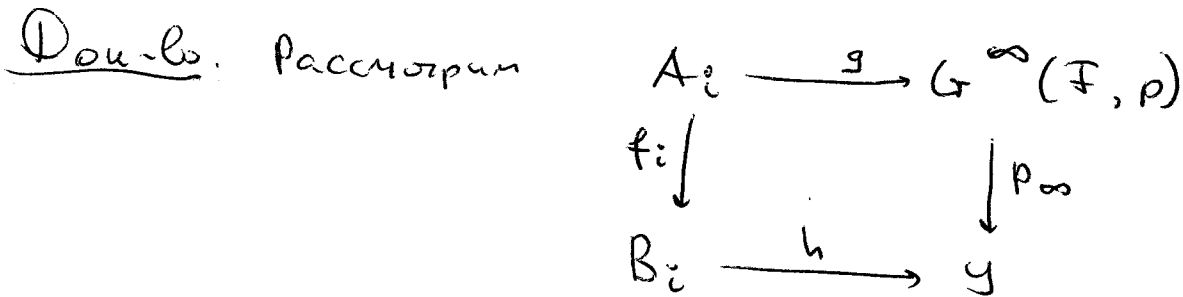 Док-во. Рассмотрим A_i g G^∞(F, p)
f_i p_∞
B_i h Y